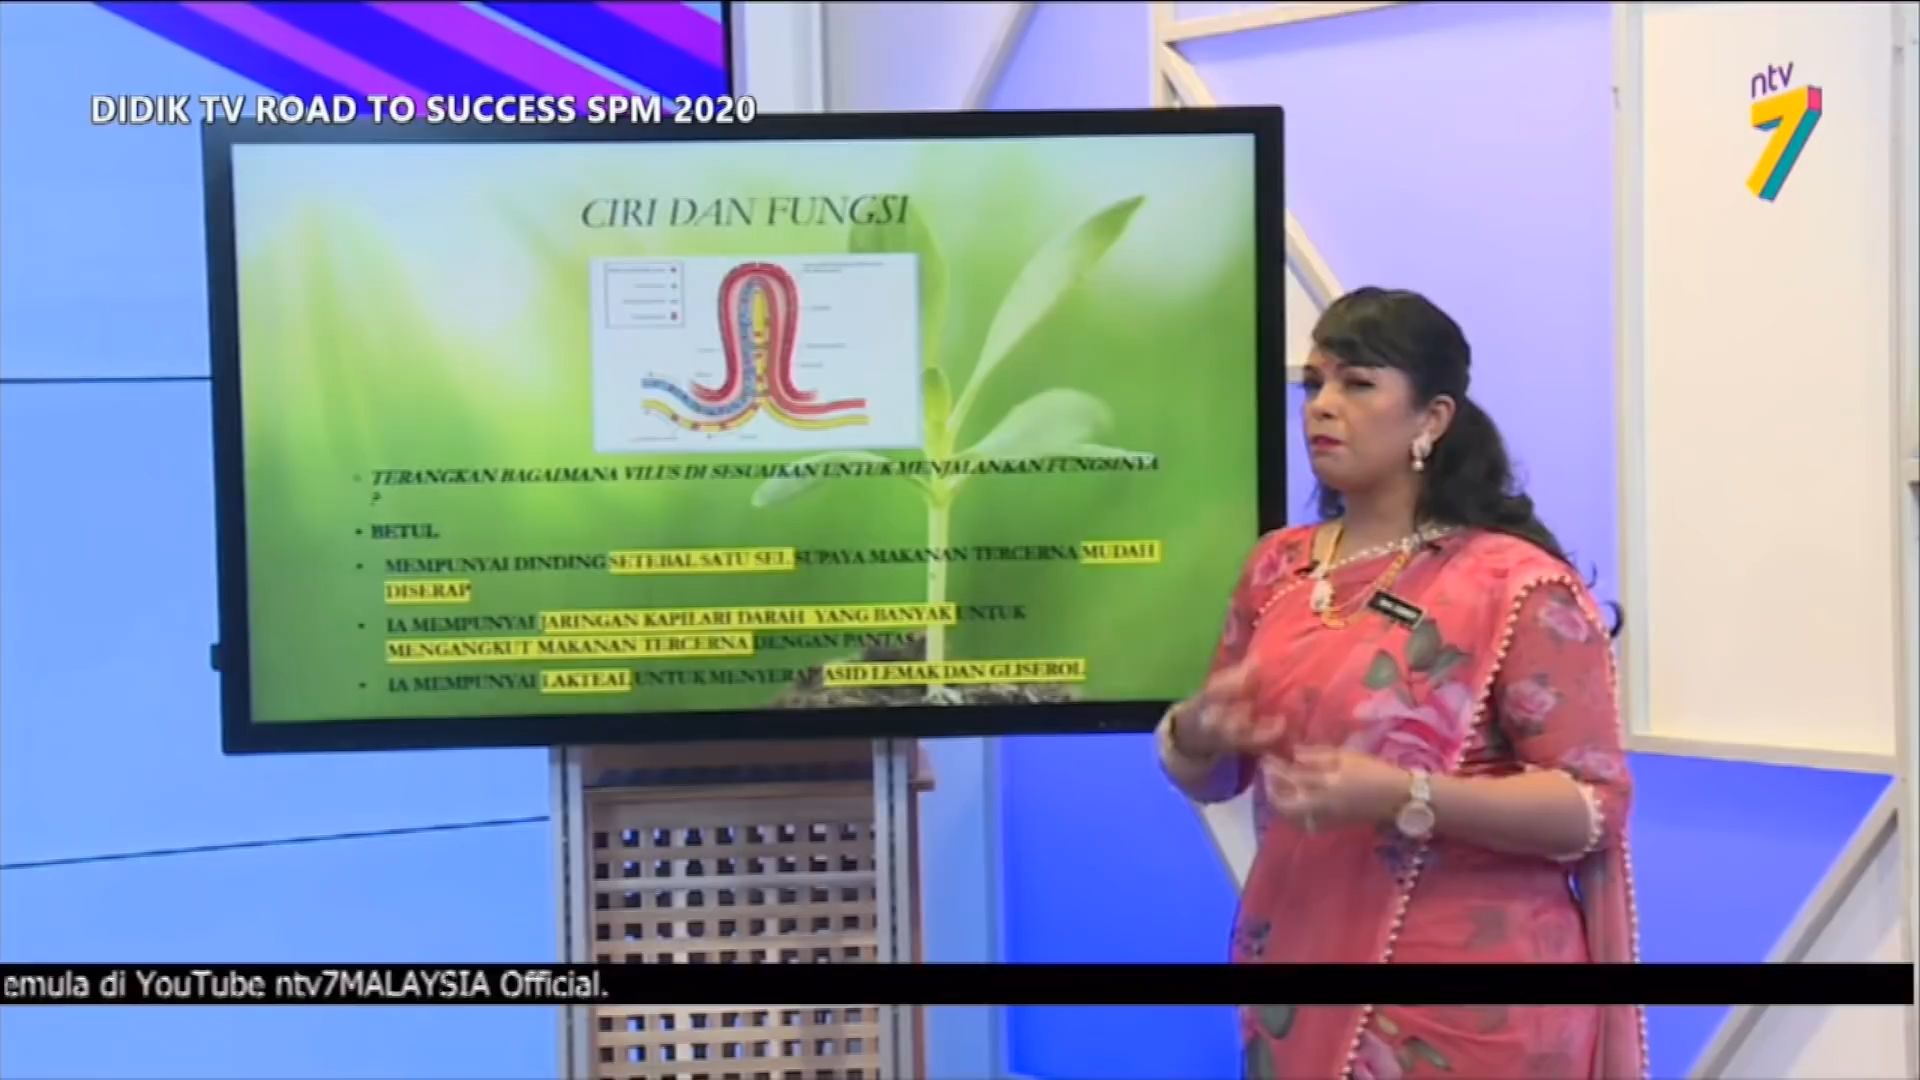 DIDIK TV ROAD TO SUCCESS SPM 2020
ntv
7
CIRI DAN FUNGSI
TERANGKAN BAGAIMANA VILUS DI SESUAIKAN UNTUK MENJALANKAN FUNGSINYA
?
• BETUL
• MEMPUNYAI DINDING SETEBAL SATU SEL SUPAYA MAKANAN TERCERNA MUDAH
DISERAP
• IA MEMPUNYAI JARINGAN KAPILARI DARAH YANG BANYAK UNTUK
MENGANGKUT MAKANAN TERCERNA DENGAN PANTAS
• IA MEMPUNYAI LAKTEAL UNTUK MENYERAP ASID LEMAK DAN GLISEROL
emula di YouTube ntv7MALAYSIA Official.